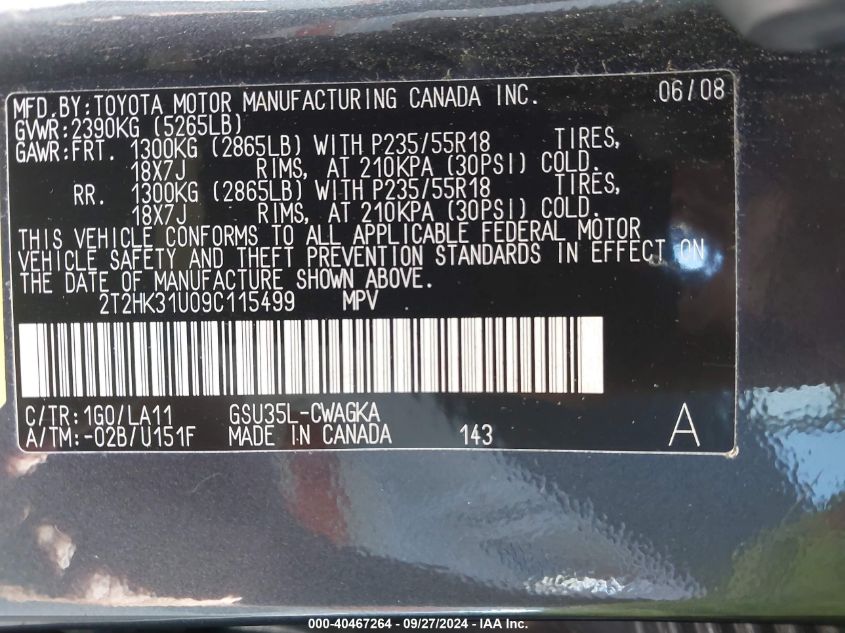 MFD.BY:TOYOTA MOTOR MANUFACTURING CANADA INC. 06/08
GVWR:2390KG (5265LB)
GAWR:FRT. 1300KG (2865LB) WITH P235/55R18 TIRES,
18X7J RIMS, AT 210KPA (30PSI) COLD.
RR. 1300KG (2865LB) WITH P235/55R18 TIRES,
18X7J RIMS, AT 210KPA (30PSI) COLD.
THIS VEHICLE CONFORMS TO ALL APPLICABLE FEDERAL MOTOR
VEHICLE SAFETY AND THEFT PREVENTION STANDARDS IN EFFECT ON
THE DATE OF MANUFACTURE SHOWN ABOVE.
2T2HK31U09C115499 MPV
C/TR:1G0/LA11 GSU35L-CWAGKA
A/TM:-02B/U151F MADE IN CANADA 143 A
000-40467264 - 09/27/2024 - IAA Inc.